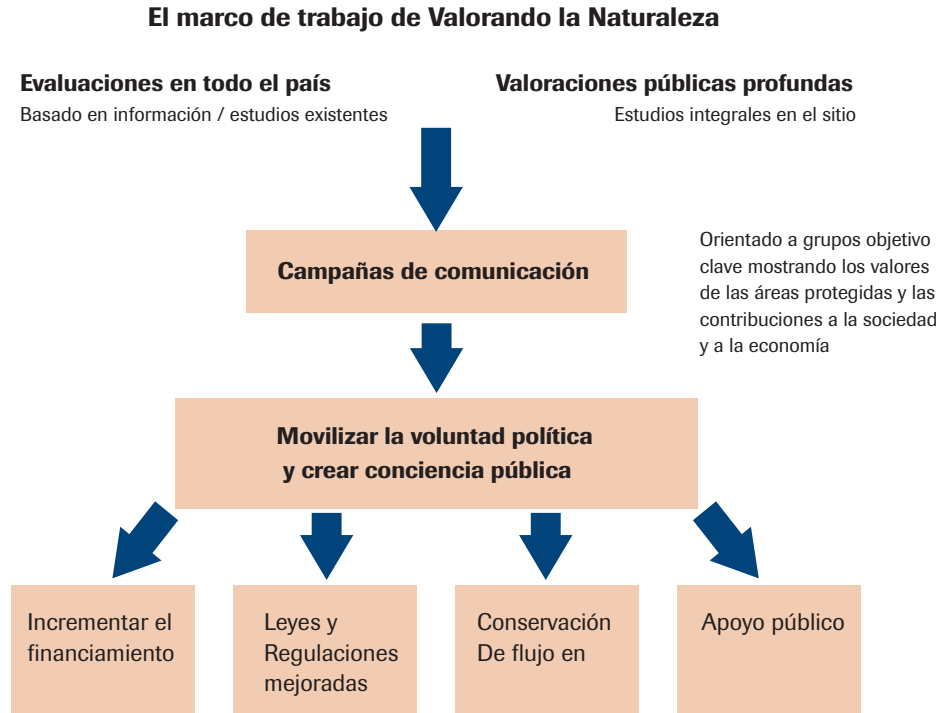 El marco de trabajo de Valorando la Naturaleza
Evaluaciones en todo el país
Basado en información / estudios existentes
Valoraciones públicas profundas
Estudios integrales en el sitio
Campañas de comunicación
Orientado a grupos objetivo
clave mostrando los valores
de las áreas protegidas y las
contribuciones a la sociedad
y a la economía
Movilizar la voluntad política
y crear conciencia pública
Incrementar el
financiamiento
Leyes y
Regulaciones
mejoradas
Conservación
De flujo en
Apoyo público